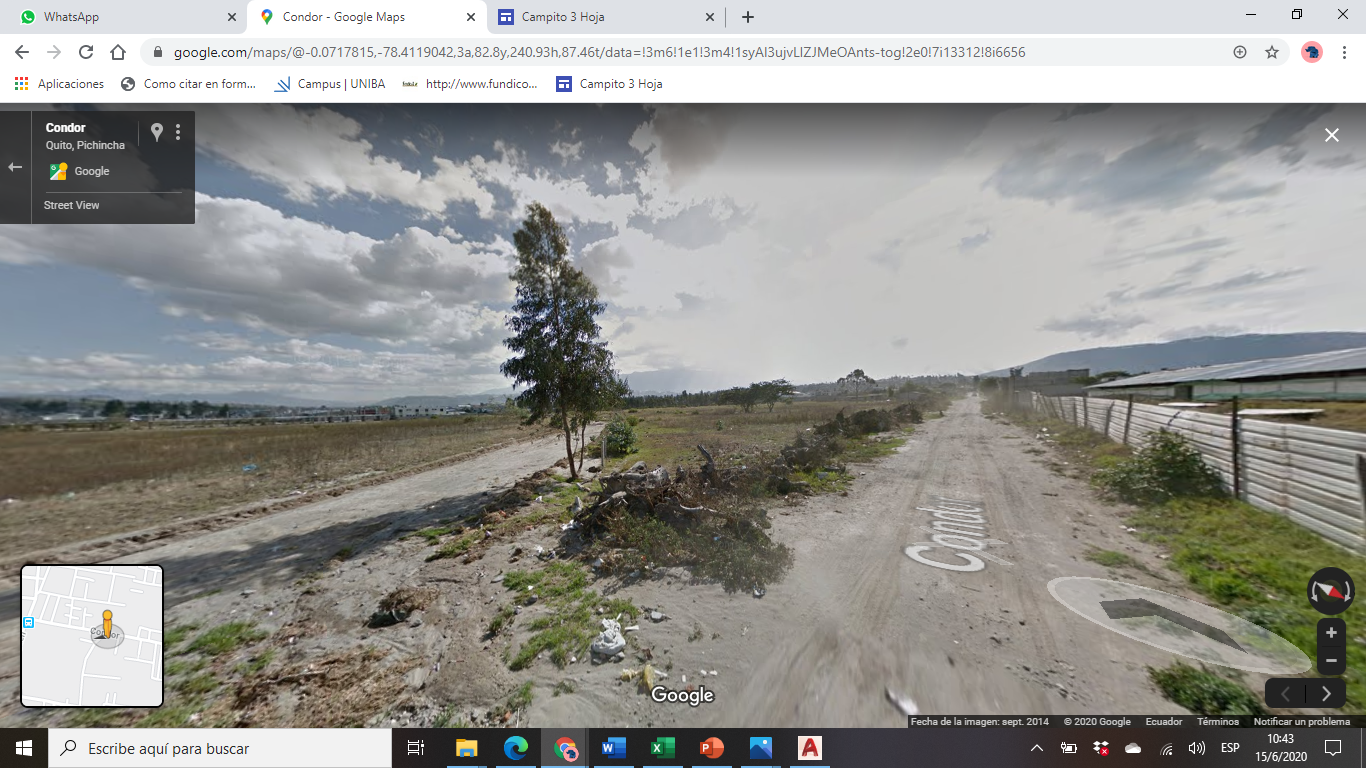 WhatsApp
Condor - Google Maps
Campito 3 Hoja
google.com/maps/@-0.0717815,-78.4119042,3a,82.8y,240.93h,87.46t/data=!3m6!1e1!3m4!1syAl3ujvLIZJMeOAnts-tog!2e0!7i13312!8i6656
Aplicaciones
Como citar en form...
Campus | UNIBA
http://www.fundico...
Campito 3 Hoja
Condor
Quito, Pichincha
Google
Street View
Condor
Condor
Google
Fecha de la imagen: sept. 2014
© 2020 Google
Ecuador
Términos
Notificar un problema
Escribe aquí para buscar
ESP
10:43
15/6/2020